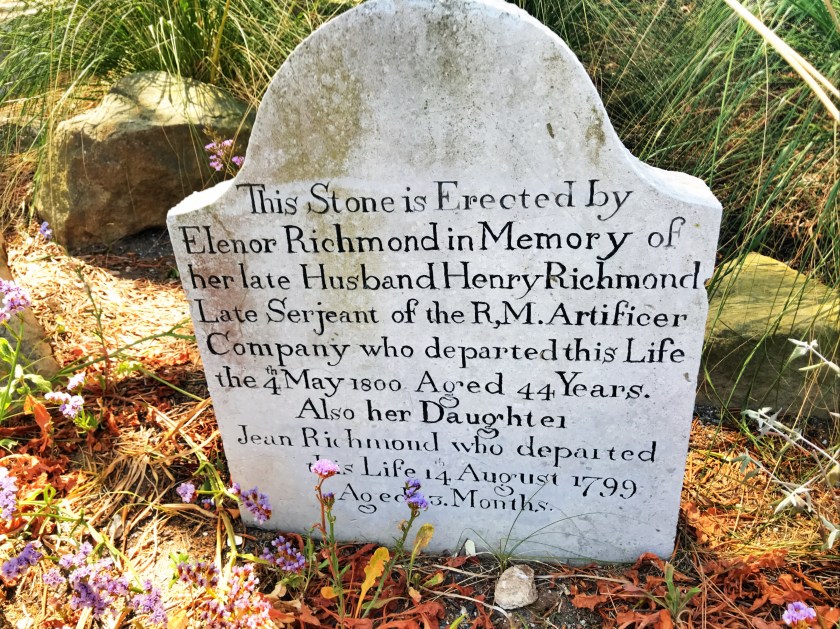 This Stone is Erected by
Elenor Richmond in Memory of
her late Husband Henry Richmond
Late Serjeant of the R,M. Artificer
Company who departed this Life
the 4th May 1800 Aged 44 Years.
Also her Daughter
Jean Richmond who departed
this Life 14th August 1799
Aged 3. Months.